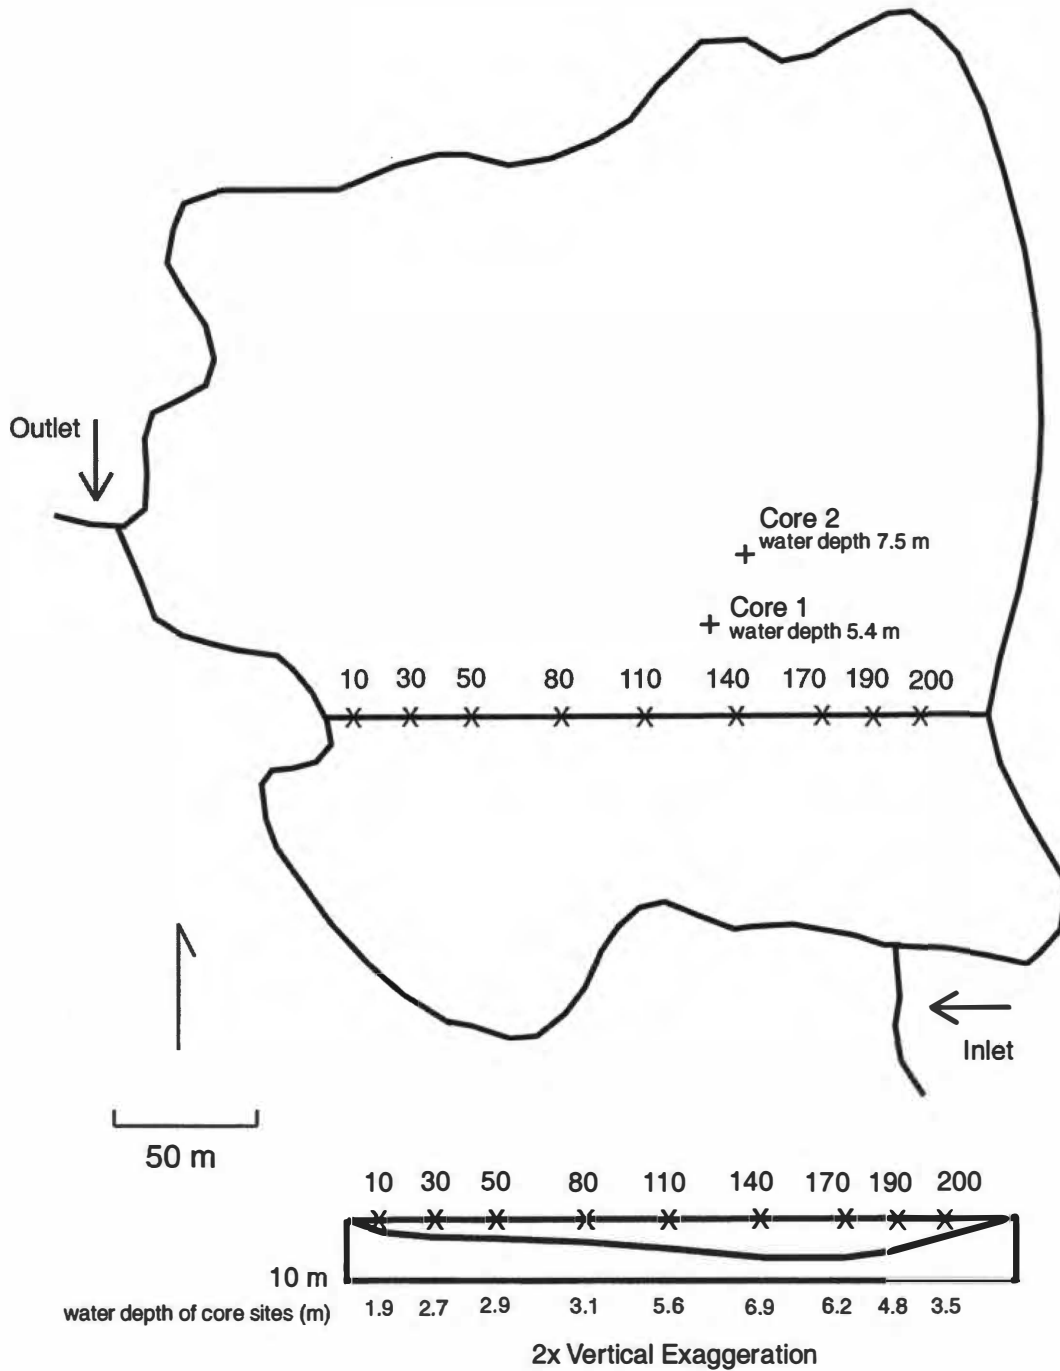 Outlet
Core 2
water depth 7.5 m
Core 1
water depth 5.4 m
10 30 50 80 110 140 170 190 200
Inlet
50 m
10 30 50 80 110 140 170 190 200
10 m
water depth of core sites (m) 1.9 2.7 2.9 3.1 5.6 6.9 6.2 4.8 3.5
2x Vertical Exaggeration